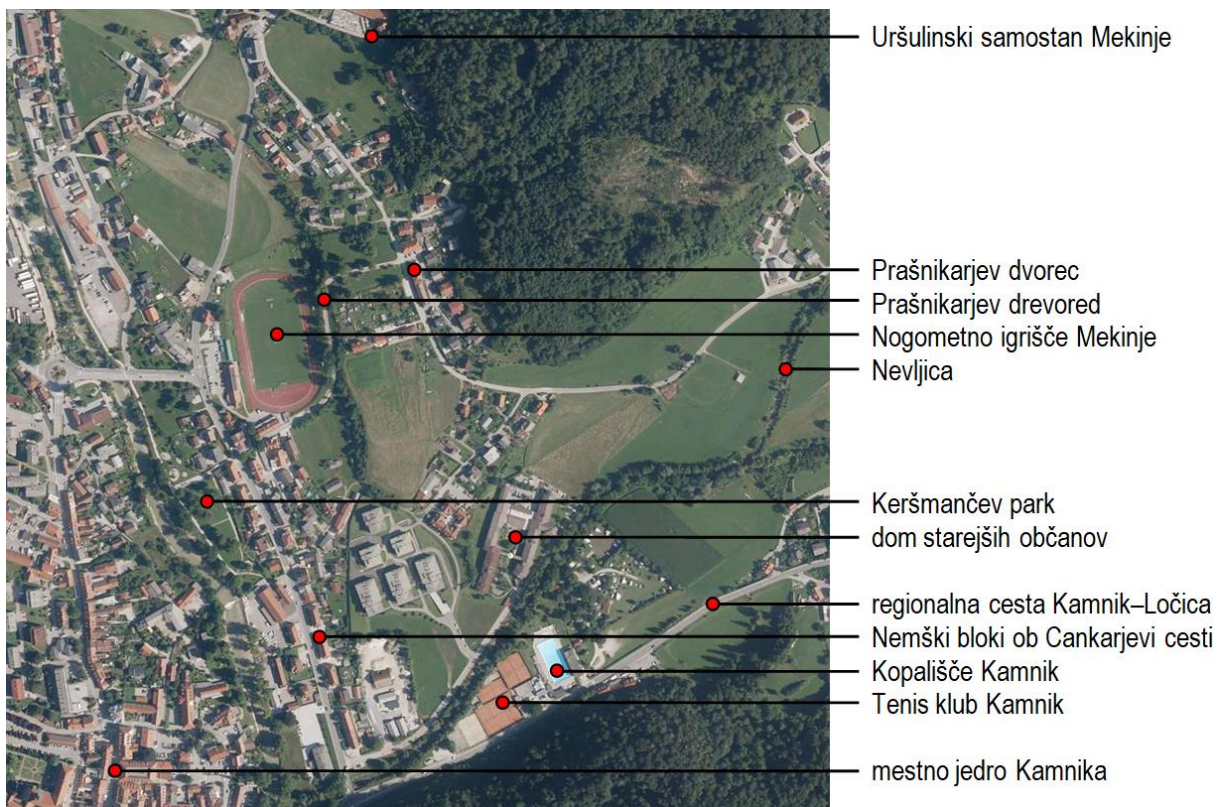 Uršulinski samostan Mekinje
Prašnikarjev dvorec
Prašnikarjev drevored
Nogometno igrišče Mekinje
Nevljica
Keršmančev park
dom starejših občanov
regionalna cesta Kamnik–Ločica
Nemški bloki ob Cankarjevi cesti
Kopališče Kamnik
Tenis klub Kamnik
mestno jedro Kamnika